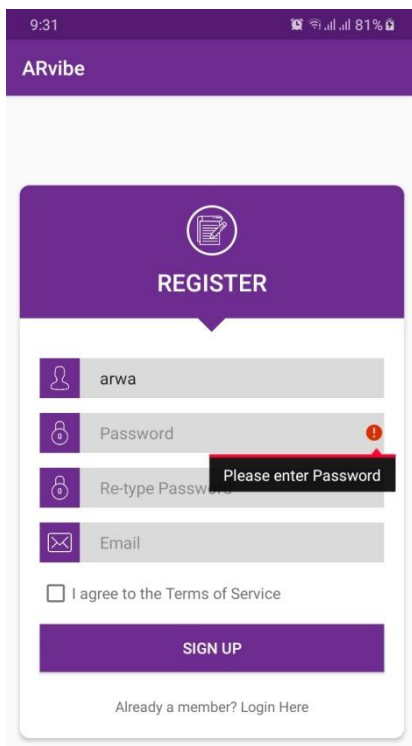 9:31 81%
ARvibe
REGISTER
arwa
Password
Please enter Password
Re-type Password
Email
I agree to the Terms of Service
SIGN UP
Already a member? Login Here